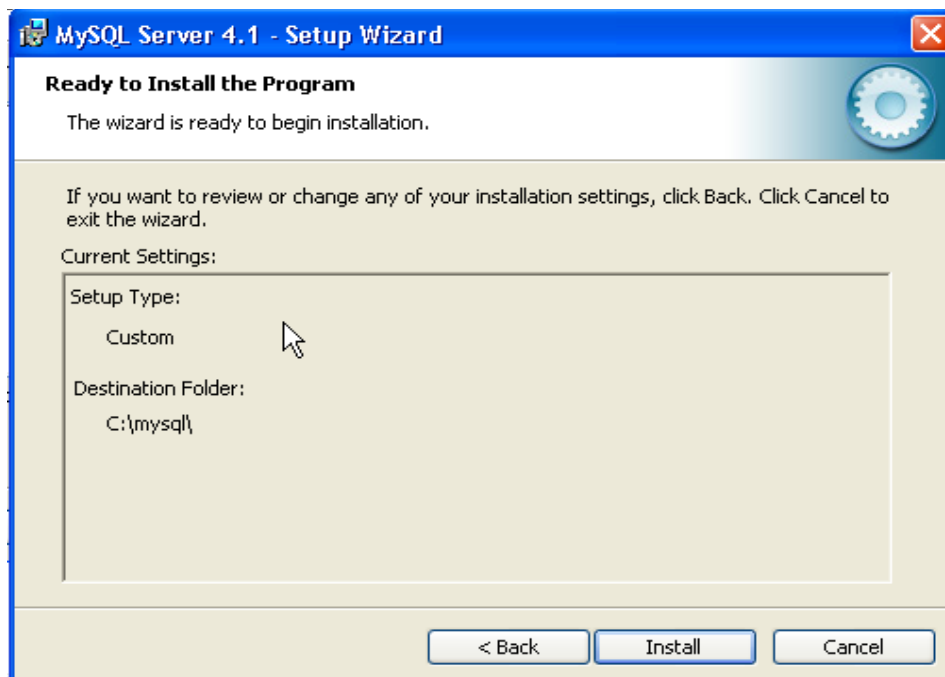 MySQL Server 4.1 - Setup Wizard
Ready to Install the Program
The wizard is ready to begin installation.
If you want to review or change any of your installation settings, click Back. Click Cancel to
exit the wizard.
Current Settings:
Setup Type:
Custom
Destination Folder:
C:\mysql\
< Back
Install
Cancel